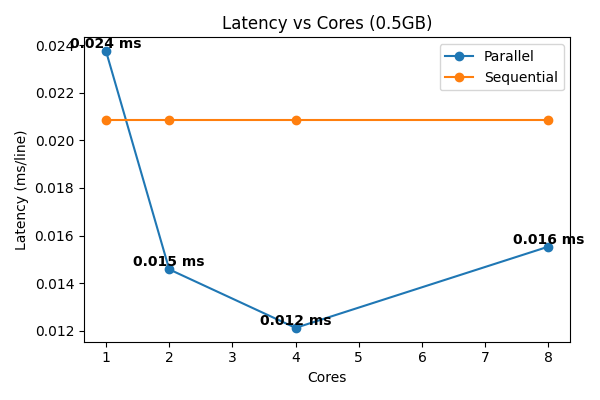 Latency vs Cores (0.5GB)
Latency (ms/line)
0.024
0.022
0.020
0.018
0.016
0.014
0.012
0.024 ms
0.015 ms
0.012 ms
0.016 ms
Parallel
Sequential
1 2 3 4 5 6 7 8
Cores